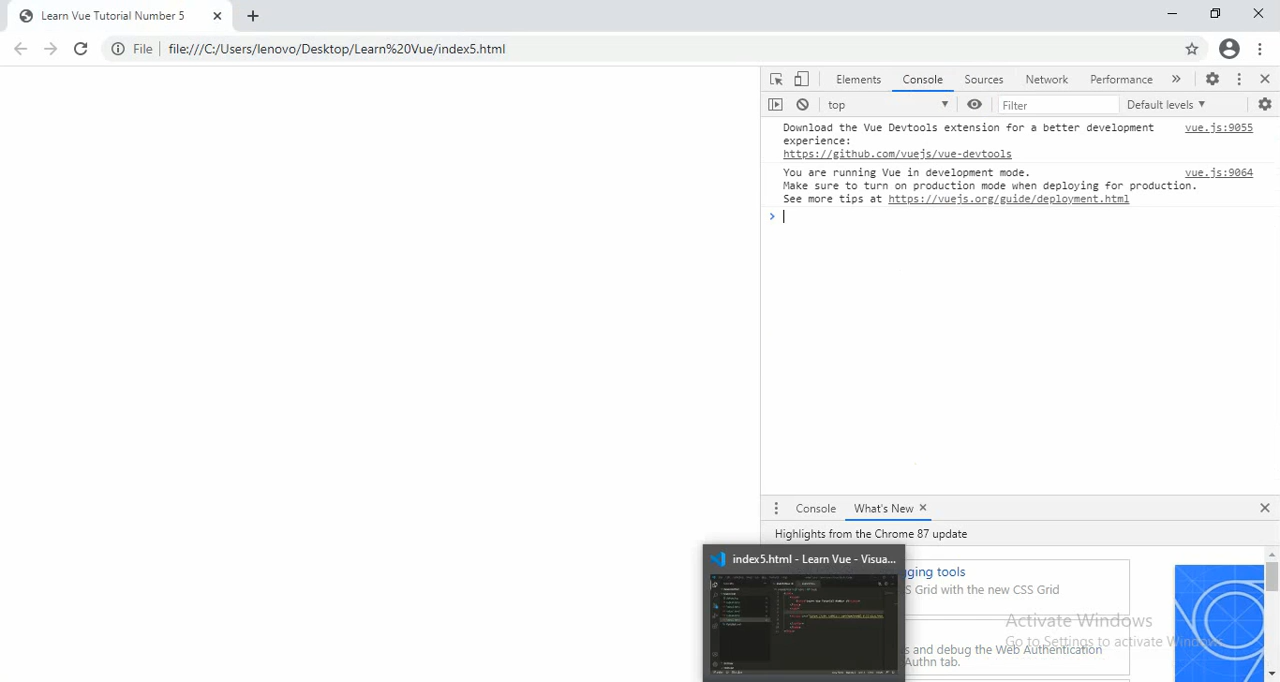 Learn Vue Tutorial Number 5
File
file:///C:/Users/lenovo/Desktop/Learn%20Vue/index5.html
Elements Console Sources Network Performance »
top Filter Default levels
Download the Vue Devtools extension for a better development vue.js:9055
experience:
https://github.com/vuejs/vue-devtools
You are running Vue in development mode. vue.js:9064
Make sure to turn on production mode when deploying for production.
See more tips at https://vuejs.org/guide/deployment.html
Console What's New
Highlights from the Chrome 87 update
index5.html - Learn Vue - Visua...
ging tools
S Grid with the new CSS Grid
Activate Windows
Go to Settings to activate Windows.
s and debug the Web Authentication
Authn tab.